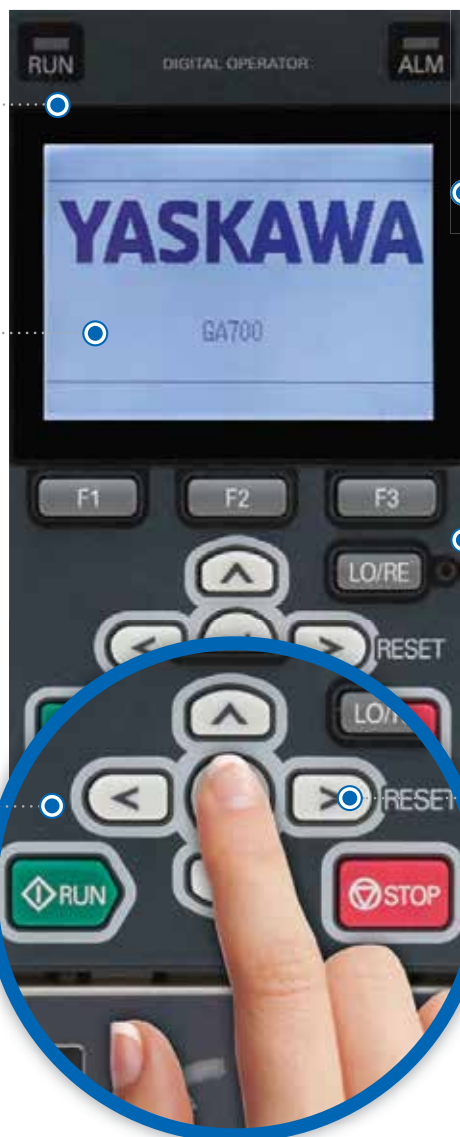 RUN DIGITAL OPERATOR ALM
YASKAWA
GA700
F1 F2 F3
LO/RE
RESET
RESET
RUN STOP